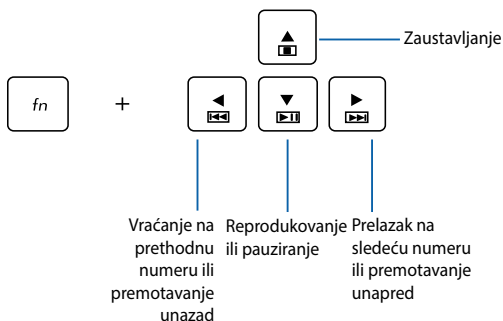 Zaustavljanje
fn
+
Vraćanje na
prethodnu
numeru ili
premotavanje
unazad
Reprodukovanje
ili pauziranje
Prelazak na
sledeću numeru
ili premotavanje
unapred